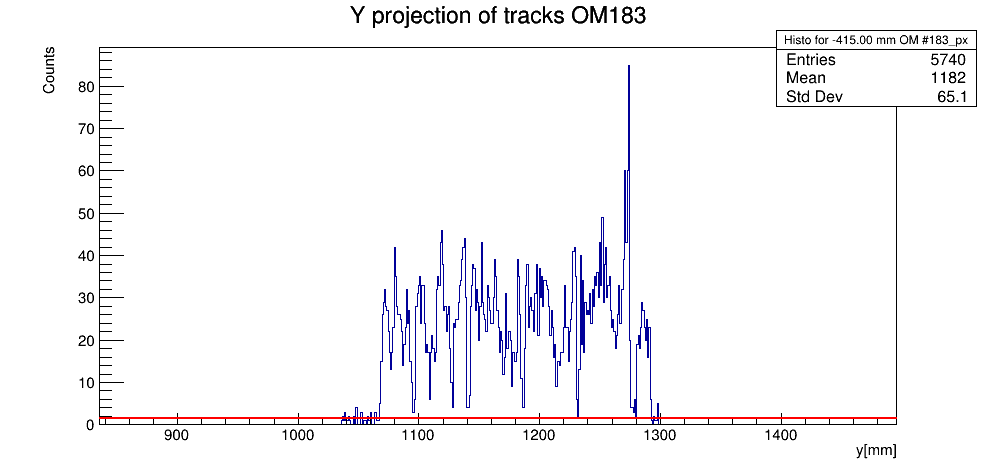 Y projection of tracks OM183
Histo for -415.00 mm OM #183_px
Entries 5740
Mean 1182
Std Dev 65.1
Counts
80
70
60
50
40
30
20
10
0
900 1000 1100 1200 1300 1400
y[mm]